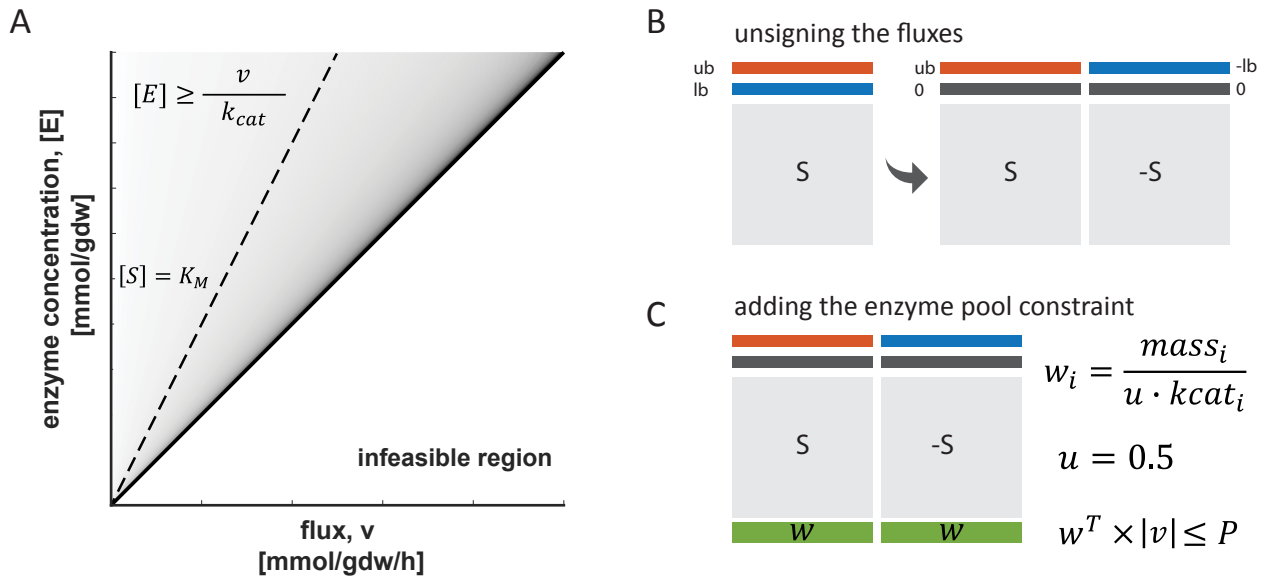 A
[E] ≥ v / k_cat
[S] = K_M
enzyme concentration, [E]
[mmol/gdw]
infeasible region
flux, v
[mmol/gdw/h]
B
unsigning the fluxes
ub
lb
ub
0
-lb
0
S
S
-S
C
adding the enzyme pool constraint
S
-S
w
w
w_i = mass_i / u · kcat_i
u = 0.5
w^T × |v| ≤ P